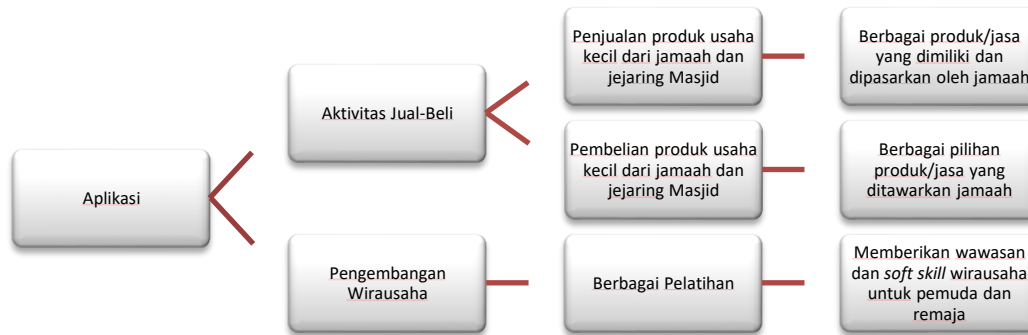 Aplikasi
Aktivitas Jual-Beli
Penjualan produk usaha
kecil dari jamaah dan
jejaring Masjid
Berbagai produk/jasa
yang dimiliki dan
dipasarkan oleh jamaah
Pembelian produk usaha
kecil dari jamaah dan
jejaring Masjid
Berbagai pilihan
produk/jasa yang
ditawarkan jamaah
Pengembangan
Wirausaha
Berbagai Pelatihan
Memberikan wawasan
dan soft skill wirausaha
untuk pemuda dan
remaja